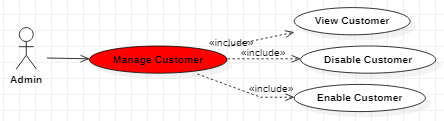 View Customer
«include»
«include»
Manage Customer
Disable Customer
Admin
«include»
Enable Customer